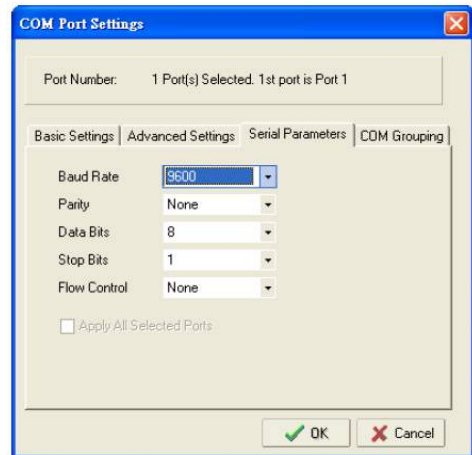 COM Port Settings
Port Number: 1 Port(s) Selected. 1st port is Port 1
Basic Settings Advanced Settings Serial Parameters COM Grouping
Baud Rate 9600
Parity None
Data Bits 8
Stop Bits 1
Flow Control None
Apply All Selected Ports
OK Cancel